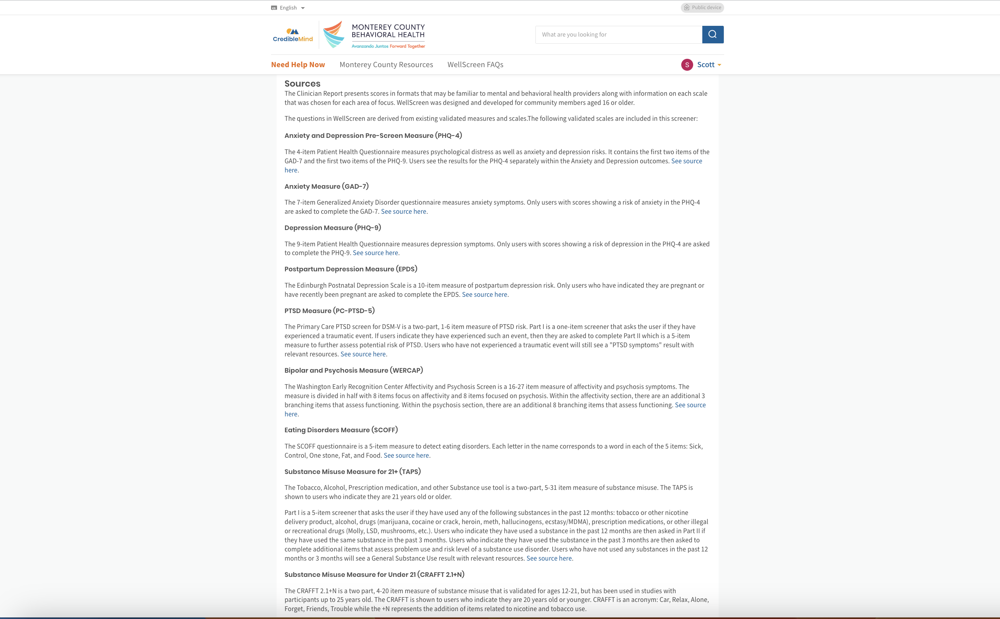 en English
Public device
CredibleMind
MONTEREY COUNTY
BEHAVIORAL HEALTH
Avanzando Juntos Forward Together
What are you looking for
Need Help Now Monterey County Resources WellScreen FAQs
S Scott
Sources
The Clinician Report presents scores in formats that may be familiar to mental and behavioral health providers along with information on each scale
that was chosen for each area of focus. WellScreen was designed and developed for community members aged 16 or older.
The questions in WellScreen are derived from existing validated measures and scales.The following validated scales are included in this screener:
Anxiety and Depression Pre-Screen Measure (PHQ-4)
The 4-item Patient Health Questionnaire measures psychological distress as well as anxiety and depression risks. It contains the first two items of the
GAD-7 and the first two items of the PHQ-9. Users see the results for the PHQ-4 separately within the Anxiety and Depression outcomes. See source
here.
Anxiety Measure (GAD-7)
The 7-item Generalized Anxiety Disorder questionnaire measures anxiety symptoms. Only users with scores showing a risk of anxiety in the PHQ-4
are asked to complete the GAD-7. See source here.
Depression Measure (PHQ-9)
The 9-item Patient Health Questionnaire measures depression symptoms. Only users with scores showing a risk of depression in the PHQ-4 are asked
to complete the PHQ-9. See source here.
Postpartum Depression Measure (EPDS)
The Edinburgh Postnatal Depression Scale is a 10-item measure of postpartum depression risk. Only users who have indicated they are pregnant or
have recently been pregnant are asked to complete the EPDS. See source here.
PTSD Measure (PC-PTSD-5)
The Primary Care PTSD screen for DSM-V is a two-part, 1-6 item measure of PTSD risk. Part I is a one-item screener that asks the user if they have
experienced a traumatic event. If users indicate they have experienced such an event, then they are asked to complete Part II which is a 5-item
measure to further assess potential risk of PTSD. Users who have not experienced a traumatic event will still see a "PTSD symptoms" result with
relevant resources. See source here.
Bipolar and Psychosis Measure (WERCAP)
The Washington Early Recognition Center Affectivity and Psychosis Screen is a 16-27 item measure of affectivity and psychosis symptoms. The
measure is divided in half with 8 items focus on affectivity and 8 items focused on psychosis. Within the affectivity section, there are an additional 3
branching items that assess functioning. Within the psychosis section, there are an additional 8 branching items that assess functioning. See source
here.
Eating Disorders Measure (SCOFF)
The SCOFF questionnaire is a 5-item measure to detect eating disorders. Each letter in the name corresponds to a word in each of the 5 items: Sick,
Control, One stone, Fat, and Food. See source here.
Substance Misuse Measure for 21+ (TAPS)
The Tobacco, Alcohol, Prescription medication, and other Substance use tool is a two-part, 5-31 item measure of substance misuse. The TAPS is
shown to users who indicate they are 21 years old or older.
Part I is a 5-item screener that asks the user if they have used any of the following substances in the past 12 months: tobacco or other nicotine
delivery product, alcohol, drugs (marijuana, cocaine or crack, heroin, meth, hallucinogens, ecstasy/MDMA), prescription medications, or other illegal
or recreational drugs (Molly, LSD, mushrooms, etc.). Users who indicate they have used a substance in the past 12 months are then asked in Part II if
they have used the same substance in the past 3 months. Users who indicate they have used the substance in the past 3 months are then asked to
complete additional items that assess problem use and risk level of a substance use disorder. Users who have not used any substances in the past 12
months or 3 months will see a General Substance Use result with relevant resources. See source here.
Substance Misuse Measure for Under 21 (CRAFFT 2.1+N)
The CRAFFT 2.1+N is a two part, 4-20 item measure of substance misuse that is validated for ages 12-21, but has been used in studies with
participants up to 25 years old. The CRAFFT is shown to users who indicate they are 20 years old or younger. CRAFFT is an acronym: Car, Relax, Alone,
Forget, Friends, Trouble while the +N represents the addition of items related to nicotine and tobacco use.